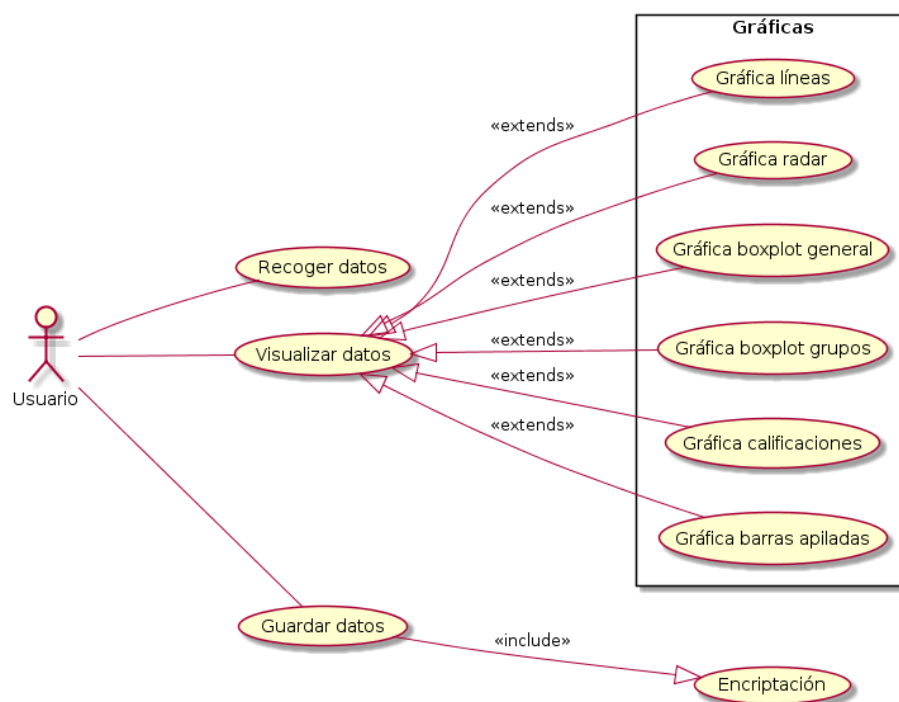 Gráficas
Gráfica líneas
«extends»
Gráfica radar
«extends»
Gráfica boxplot general
Recoger datos
«extends»
Gráfica boxplot grupos
«extends»
Visualizar datos
«extends»
Usuario
Gráfica calificaciones
«extends»
Gráfica barras apiladas
Guardar datos
«include»
Encriptación